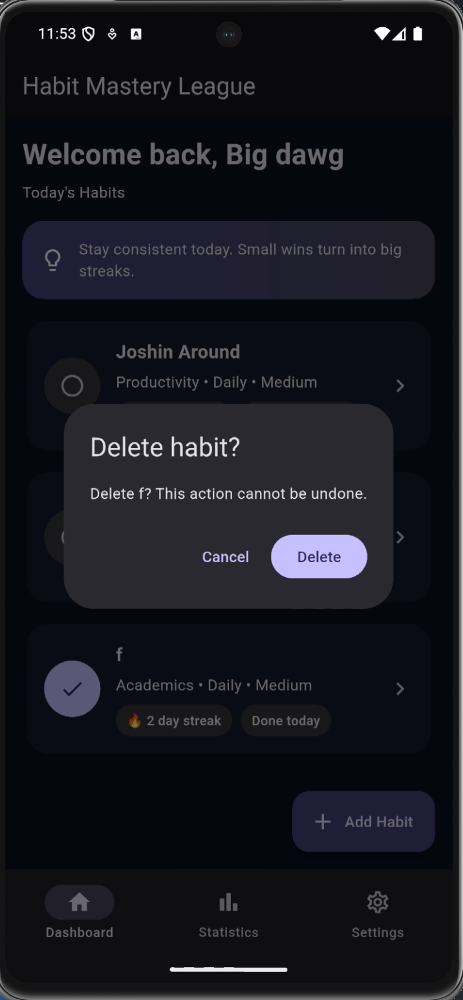 11:53
Habit Mastery League
Welcome back, Big dawg
Today's Habits
Stay consistent today. Small wins turn into big
streaks.
Joshin Around
Productivity • Daily • Medium
Delete habit?
Delete f? This action cannot be undone.
Cancel
Delete
f
Academics • Daily • Medium
🔥 2 day streak
Done today
+ Add Habit
Dashboard
Statistics
Settings